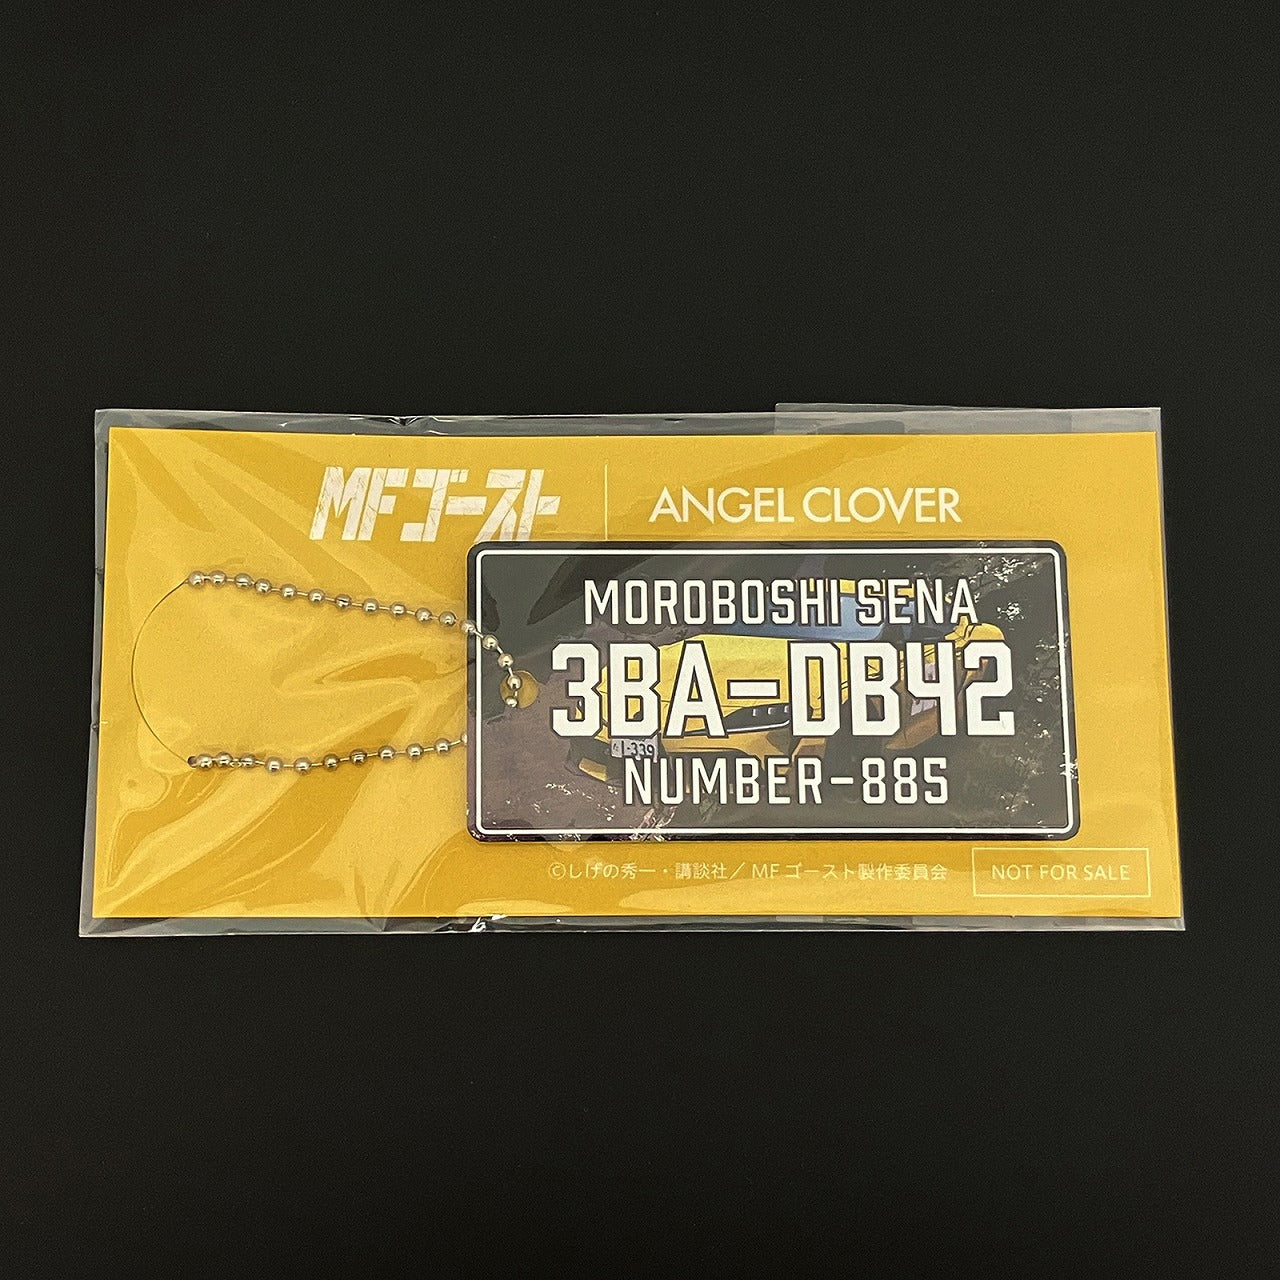 MFゴースト
ANGEL CLOVER
MOROBOSHI SENA
3BA-DB42
-339
NUMBER-885
©しげの秀一・講談社／MFゴースト製作委員会
NOT FOR SALE